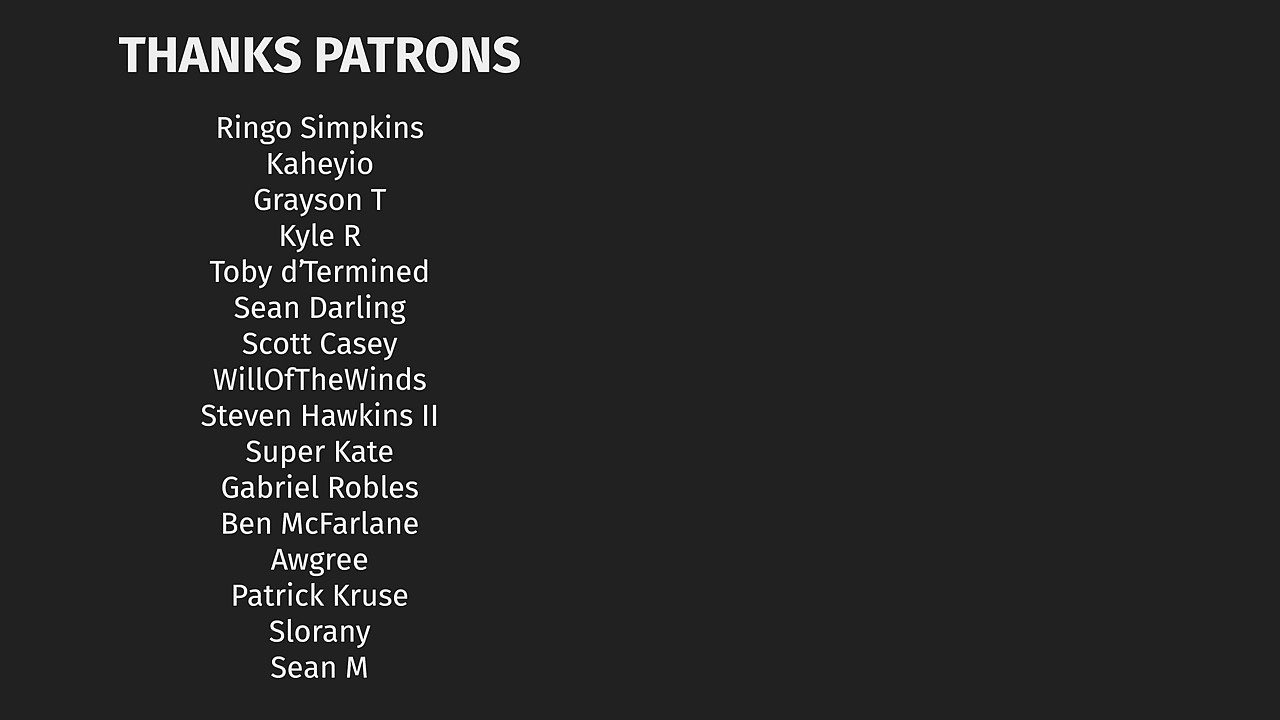 THANKS PATRONS
Ringo Simpkins
Kaheyio
Grayson T
Kyle R
Toby d’Termined
Sean Darling
Scott Casey
WillOfTheWinds
Steven Hawkins II
Super Kate
Gabriel Robles
Ben McFarlane
Awgree
Patrick Kruse
Slorany
Sean M